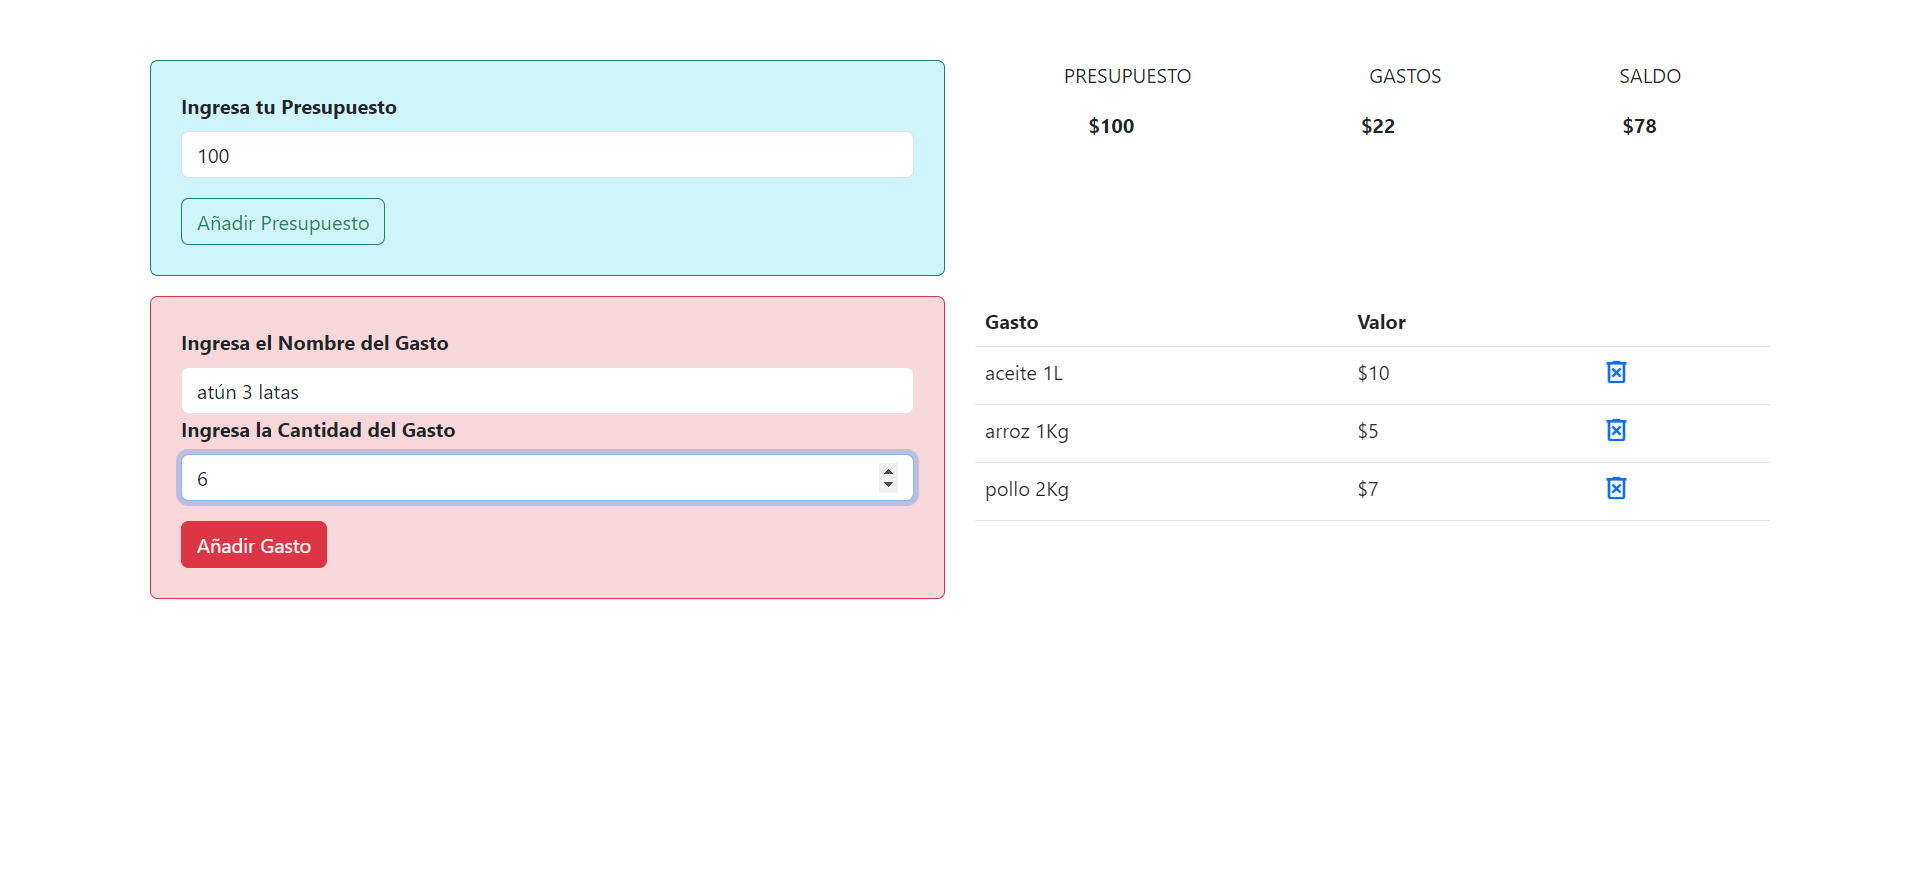 Ingresa tu Presupuesto
100
Añadir Presupuesto
PRESUPUESTO GASTOS SALDO
$100 $22 $78
Ingresa el Nombre del Gasto
atún 3 latas
Ingresa la Cantidad del Gasto
6
Añadir Gasto
Gasto Valor
aceite 1L $10
arroz 1Kg $5
pollo 2Kg $7